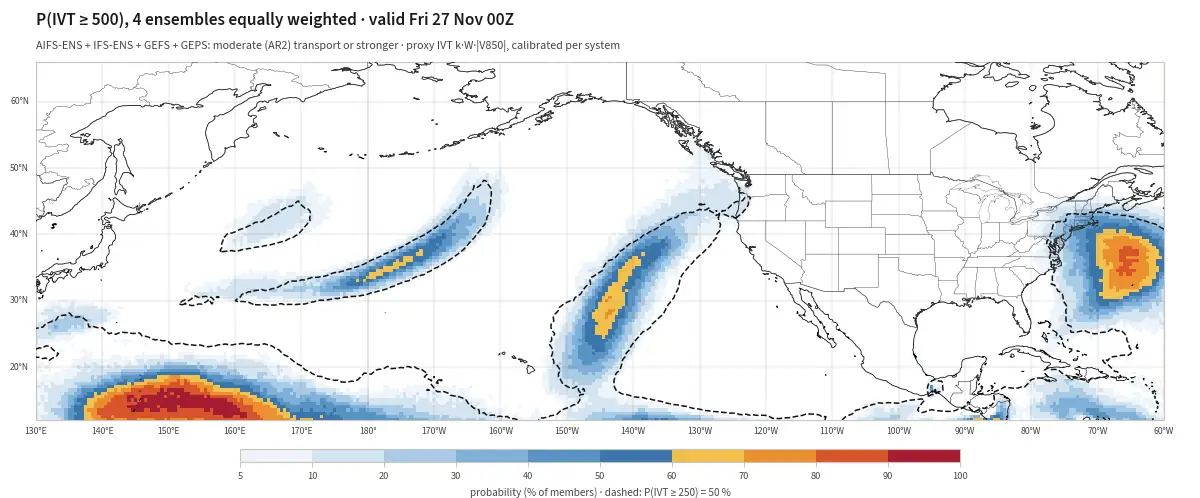 P(IVT ≥ 500), 4 ensembles equally weighted · valid Fri 27 Nov 00Z
AIFS-ENS + IFS-ENS + GEFS + GEPS: moderate (AR2) transport or stronger · proxy IVT k·W·|V850|, calibrated per system
60°N
50°N
40°N
30°N
20°N
130°E 140°E 150°E 160°E 170°E 180° 170°W 160°W 150°W 140°W 130°W 120°W 110°W 100°W 90°W 80°W 70°W 60°W
5 10 20 30 40 50 60 70 80 90 100
probability (% of members) · dashed: P(IVT ≥ 250) = 50 %